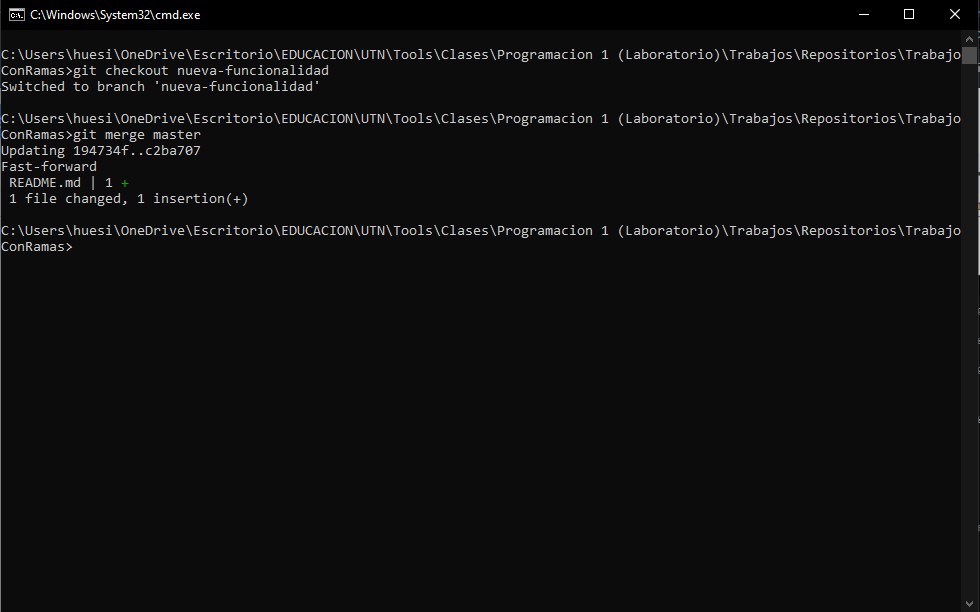 C:\Windows\System32\cmd.exe
C:\Users\huesi\OneDrive\Escritorio\EDUCACION\UTN\Tools\Clases\Programacion 1 (Laboratorio)\Trabajos\Repositorios\Trabajo
ConRamas>git checkout nueva-funcionalidad
Switched to branch 'nueva-funcionalidad'
C:\Users\huesi\OneDrive\Escritorio\EDUCACION\UTN\Tools\Clases\Programacion 1 (Laboratorio)\Trabajos\Repositorios\Trabajo
ConRamas>git merge master
Updating 194734f..c2ba707
Fast-forward
README.md | 1 +
1 file changed, 1 insertion(+)
C:\Users\huesi\OneDrive\Escritorio\EDUCACION\UTN\Tools\Clases\Programacion 1 (Laboratorio)\Trabajos\Repositorios\Trabajo
ConRamas>